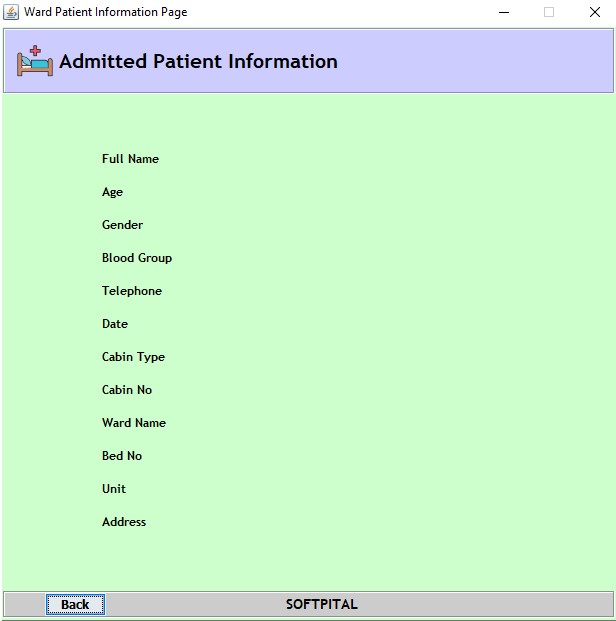 Ward Patient Information Page
Admitted Patient Information
Full Name
Age
Gender
Blood Group
Telephone
Date
Cabin Type
Cabin No
Ward Name
Bed No
Unit
Address
Back SOFTPITAL